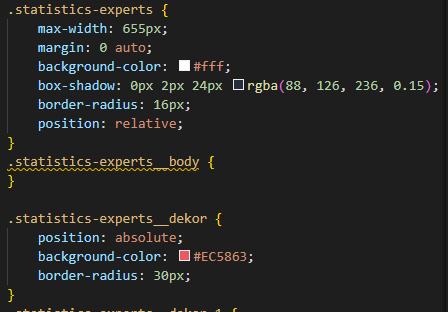 .statistics-experts {
max-width: 655px;
margin: 0 auto;
background-color: #fff;
box-shadow: 0px 2px 24px rgba(88, 126, 236, 0.15);
border-radius: 16px;
position: relative;
}
.statistics-experts__body {
}
.statistics-experts__dekor {
position: absolute;
background-color: #EC5863;
border-radius: 30px;
}